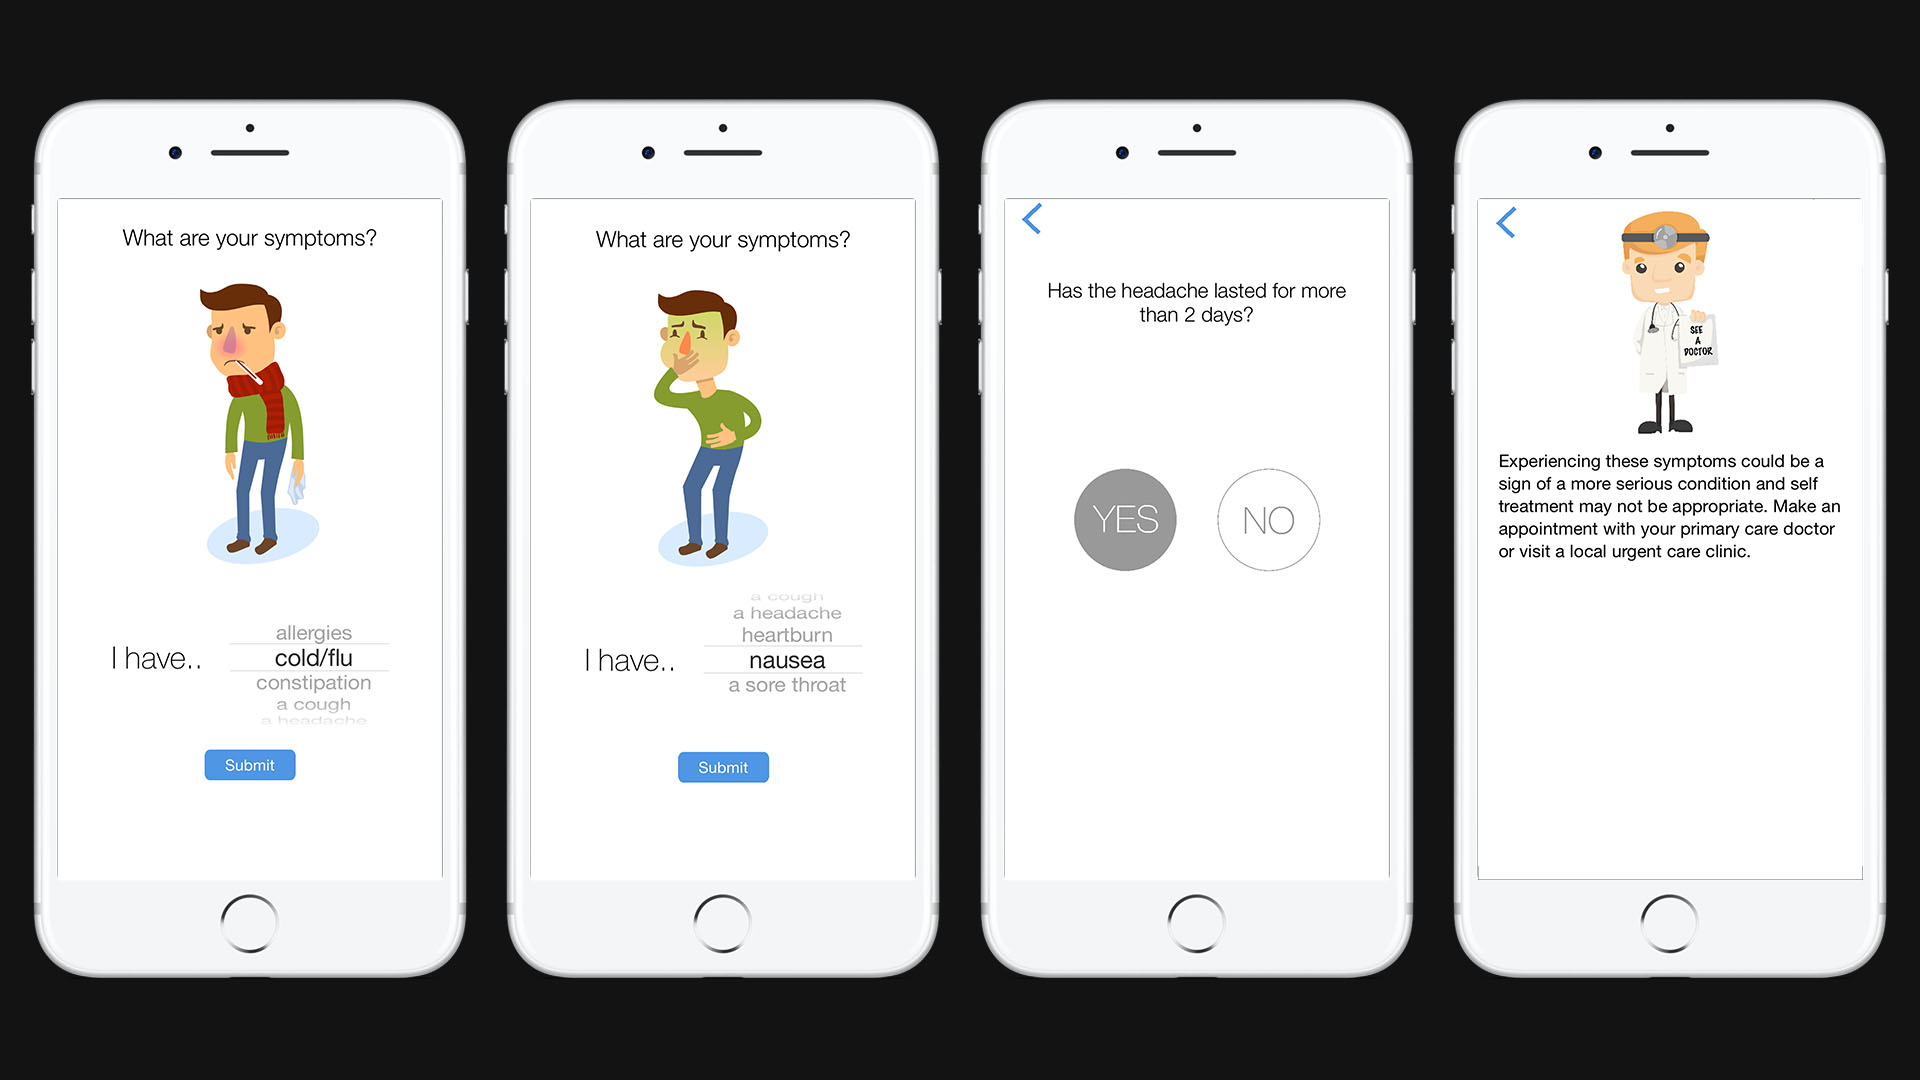 What are your symptoms?
I have..
allergies
cold/flu
constipation
a cough
a headache
Submit
What are your symptoms?
I have..
a cough
a headache
heartburn
nausea
a sore throat
Submit
Has the headache lasted for more
than 2 days?
YES
NO
SEE
A
DOCTOR
Experiencing these symptoms could be a
sign of a more serious condition and self
treatment may not be appropriate. Make an
appointment with your primary care doctor
or visit a local urgent care clinic.